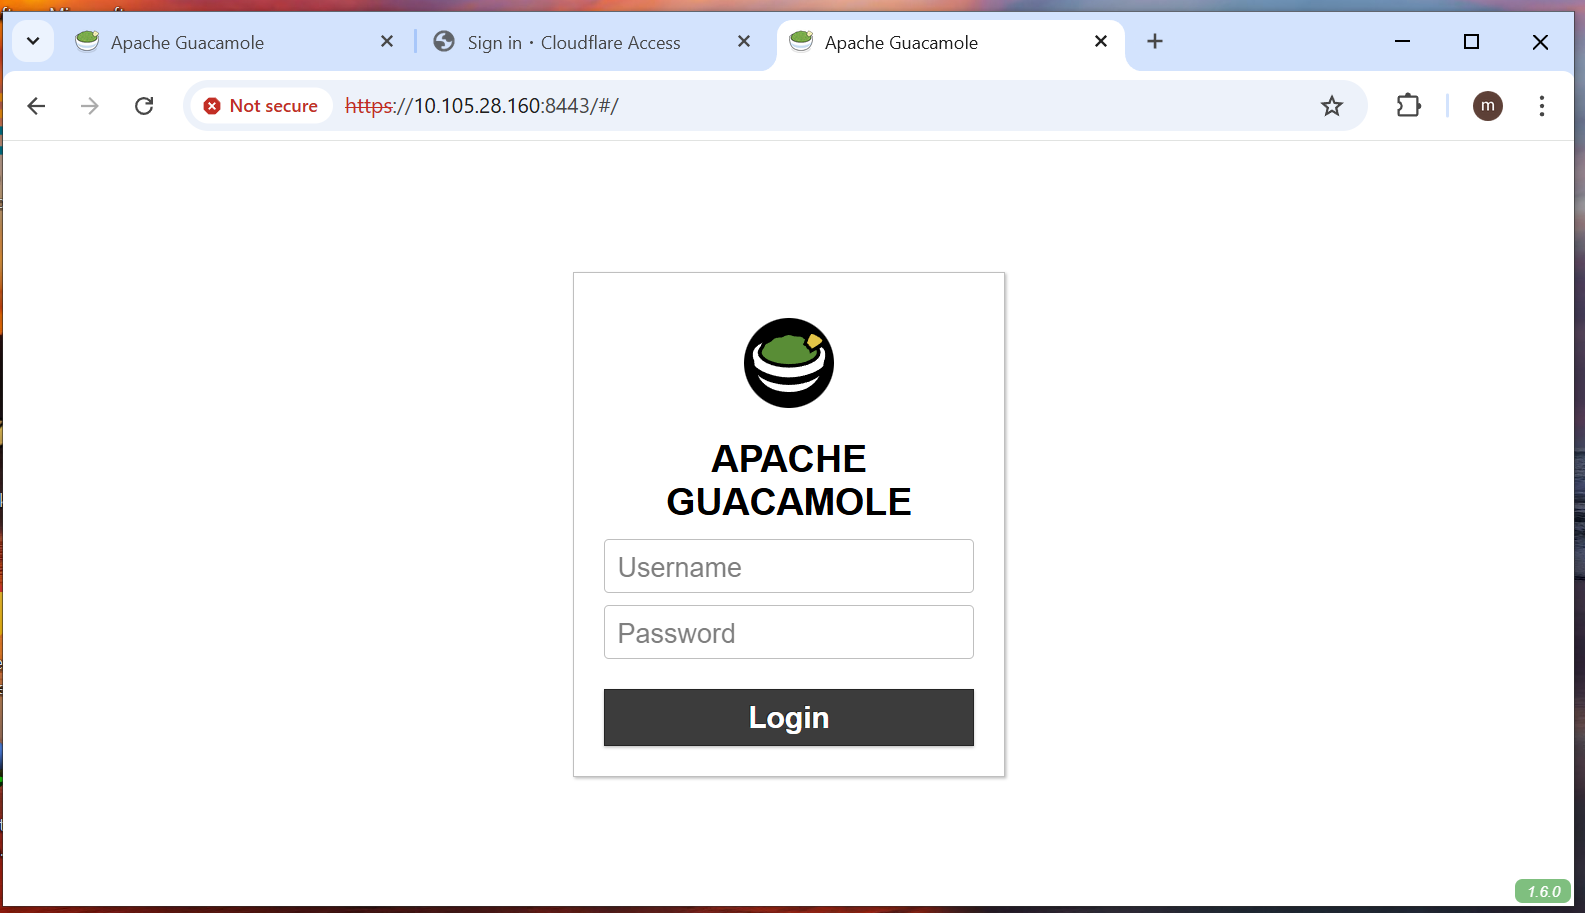 Apache Guacamole
Sign in · Cloudflare Access
Apache Guacamole
Not secure
https://10.105.28.160:8443/#/
m
APACHE
GUACAMOLE
Username
Password
Login
1.6.0